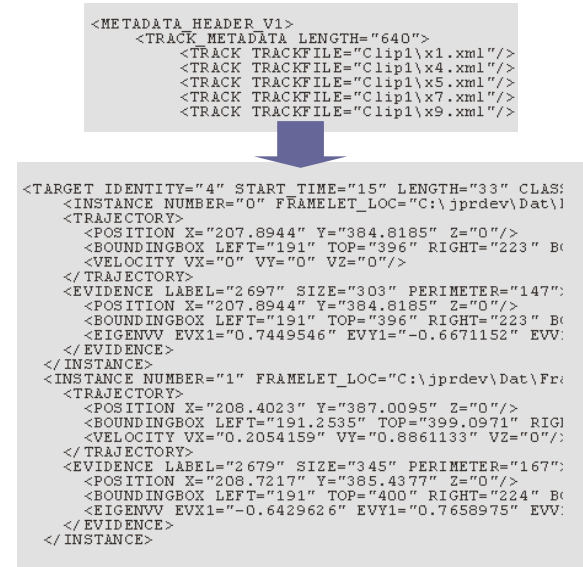 <METADATA_HEADER_V1>
<TRACK_METADATA LENGTH="640">
<TRACK TRACKFILE="Clip1\x1.xml"/>
<TRACK TRACKFILE="Clip1\x4.xml"/>
<TRACK TRACKFILE="Clip1\x5.xml"/>
<TRACK TRACKFILE="Clip1\x7.xml"/>
<TRACK TRACKFILE="Clip1\x9.xml"/>
<TARGET IDENTITY="4" START_TIME="15" LENGTH="33" CLASS
<INSTANCE NUMBER="0" FRAMELET_LOC="C:\jprdev\Dat\
<TRAJECTORY>
<POSITION X="207.8944" Y="384.8185" Z="0"/>
<BOUNDINGBOX LEFT="191" TOP="396" RIGHT="223" B
<VELOCITY VX="0" VY="0" VZ="0"/>
</TRAJECTORY>
<EVIDENCE LABEL="2697" SIZE="303" PERIMETER="147">
<POSITION X="207.8944" Y="384.8185" Z="0"/>
<BOUNDINGBOX LEFT="191" TOP="396" RIGHT="223" B
<EIGENVV EVX1="0.7449546" EVY1="-0.6671152" EVV
</EVIDENCE>
</INSTANCE>
<INSTANCE NUMBER="1" FRAMELET_LOC="C:\jprdev\Dat\Fra
<TRAJECTORY>
<POSITION X="208.4023" Y="387.0095" Z="0"/>
<BOUNDINGBOX LEFT="191.2535" TOP="399.0971" RIG
<VELOCITY VX="0.2054159" VY="0.8861133" VZ="0"/>
</TRAJECTORY>
<EVIDENCE LABEL="2679" SIZE="345" PERIMETER="167">
<POSITION X="208.7217" Y="385.4377" Z="0"/>
<BOUNDINGBOX LEFT="191" TOP="400" RIGHT="224" B
<EIGENVV EVX1="-0.6429626" EVY1="0.7658975" EVV
</EVIDENCE>
</INSTANCE>